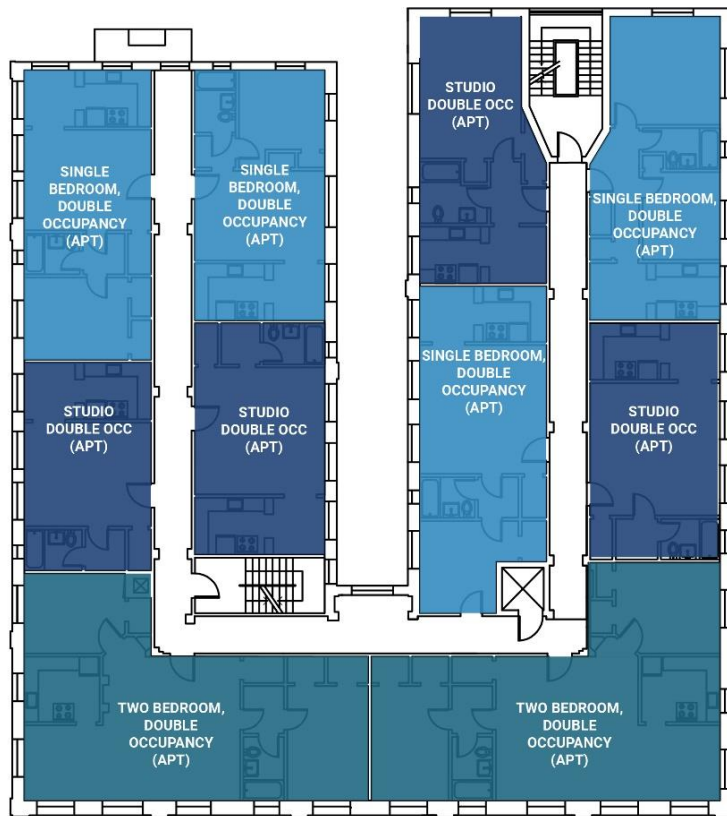 STUDIO
DOUBLE OCC
(APT)
SINGLE
BEDROOM,
DOUBLE
OCCUPANCY
(APT)
SINGLE
BEDROOM,
DOUBLE
OCCUPANCY
(APT)
SINGLE BEDROOM,
DOUBLE
OCCUPANCY
(APT)
SINGLE BEDROOM,
DOUBLE
OCCUPANCY
(APT)
STUDIO
DOUBLE OCC
(APT)
STUDIO
DOUBLE OCC
(APT)
STUDIO
DOUBLE OCC
(APT)
TWO BEDROOM,
DOUBLE
OCCUPANCY
(APT)
TWO BEDROOM,
DOUBLE
OCCUPANCY
(APT)